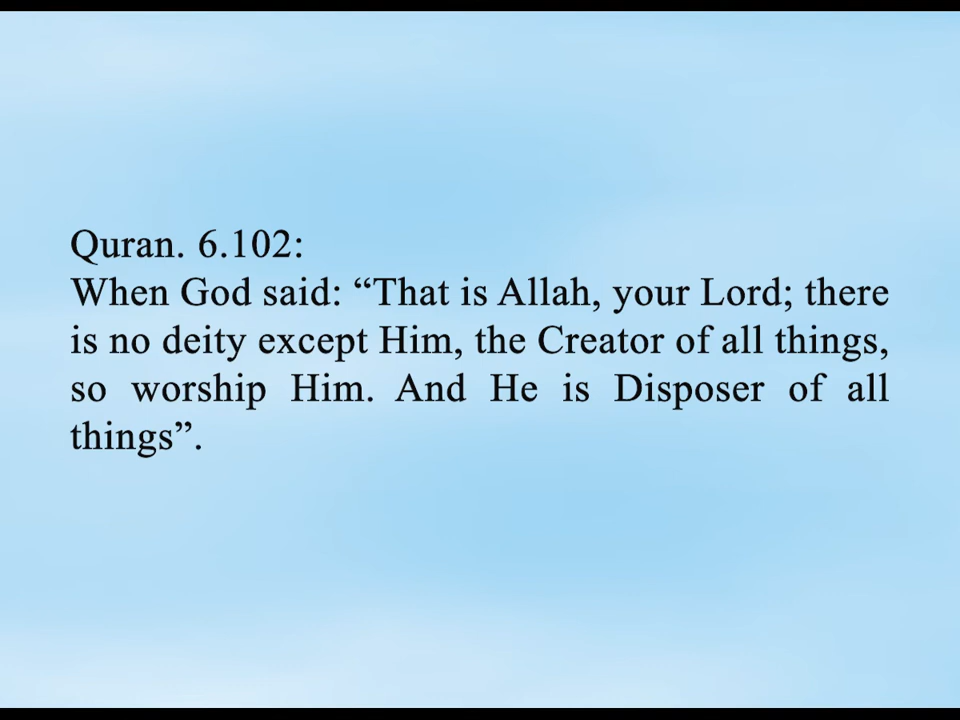 Quran. 6.102:
When God said: “That is Allah, your Lord; there
is no deity except Him, the Creator of all things,
so worship Him. And He is Disposer of all
things”.